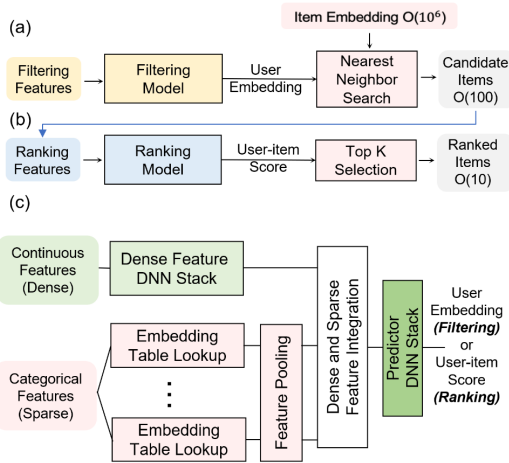 (a)
Item Embedding O(10⁶)
Filtering
Features
Filtering
Model
User
Embedding
Nearest
Neighbor
Search
Candidate
Items
O(100)
(b)
Ranking
Features
Ranking
Model
User-item
Score
Top K
Selection
Ranked
Items
O(10)
(c)
Continuous
Features
(Dense)
Dense Feature
DNN Stack
Categorical
Features
(Sparse)
Embedding
Table Lookup
Embedding
Table Lookup
Feature Pooling
Dense and Sparse
Feature Integration
Predictor
DNN Stack
User
Embedding
(Filtering)
or
User-item
Score
(Ranking)